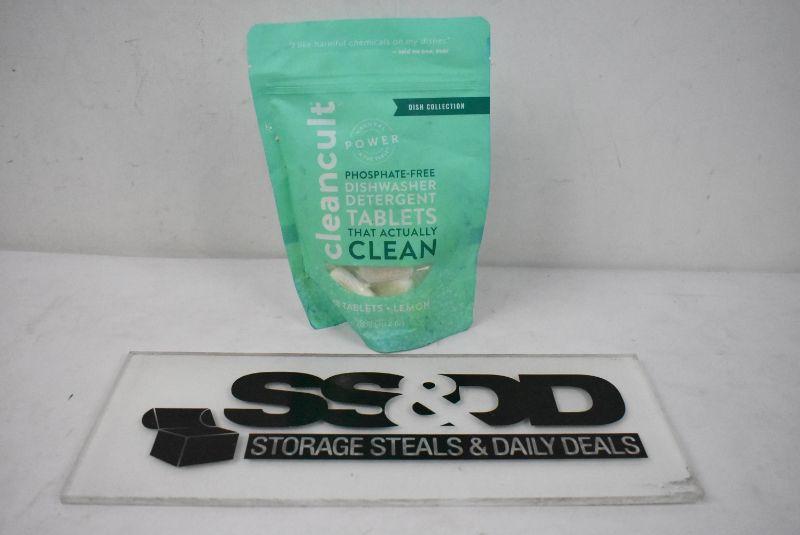 "I like harmful chemicals on my dishes"
— said no one, ever
DISH COLLECTION
cleancult
NATURAL
POWER
PHOSPHATE-FREE
DISHWASHER
DETERGENT
TABLETS
THAT ACTUALLY
CLEAN
TABLETS • LEMON
SS&DD
STORAGE STEALS & DAILY DEALS